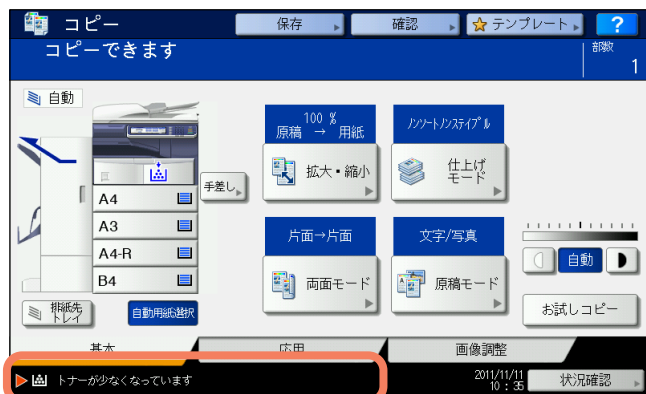 コピー
保存
確認
テンプレート
?
コピーできます
部数
1
自動
100 %
原稿 → 用紙
ノンソートノンステイプル
拡大・縮小
仕上げ
モード
手差し
A4
A3
A4-R
B4
片面→片面
文字/写真
両面モード
原稿モード
自動
排紙先
トレイ
自動用紙選択
お試しコピー
基本
応用
画像調整
トナーが少なくなっています
2011/11/11
10 : 35
状況確認